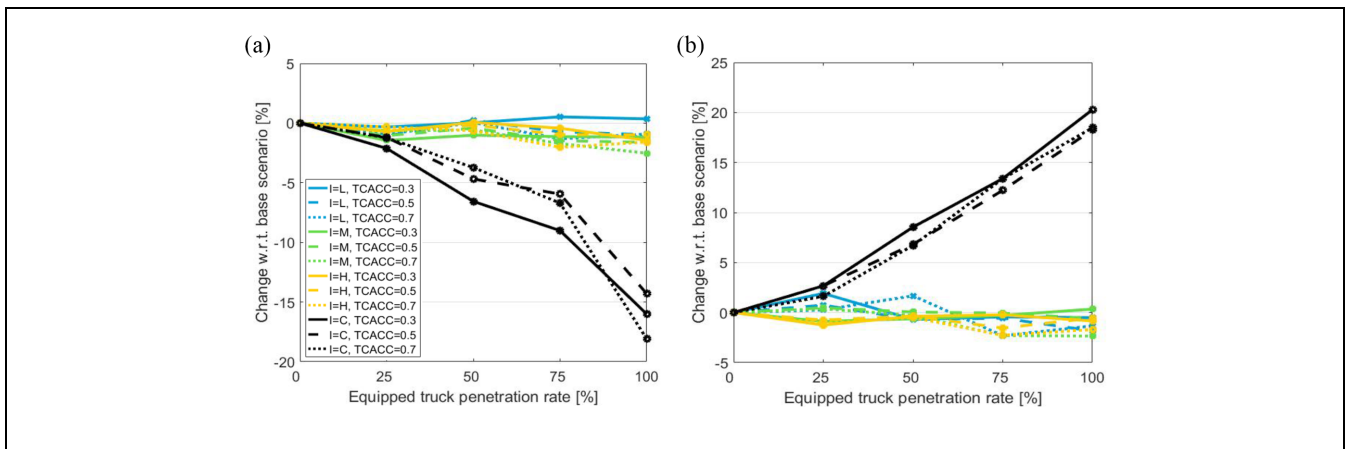 (a)
5
0
-5
-10
-15
-20
Change w.r.t. base scenario [%]
I=L, TCACC=0.3
I=L, TCACC=0.5
I=L, TCACC=0.7
I=M, TCACC=0.3
I=M, TCACC=0.5
I=M, TCACC=0.7
I=H, TCACC=0.3
I=H, TCACC=0.5
I=H, TCACC=0.7
I=C, TCACC=0.3
I=C, TCACC=0.5
I=C, TCACC=0.7
0 25 50 75 100
Equipped truck penetration rate [%]
(b)
25
20
15
10
5
0
-5
Change w.r.t. base scenario [%]
0 25 50 75 100
Equipped truck penetration rate [%]